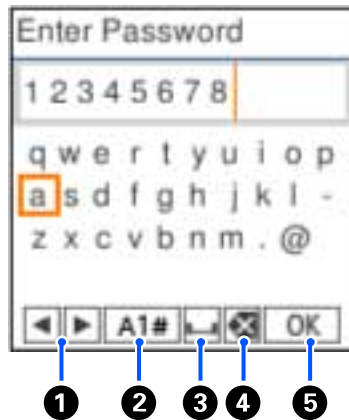 Enter Password
12345678
q w e r t y u i o p
a s d f g h j k l -
z x c v b n m . @
◀ ▶ A1# OK
1 2 3 4 5